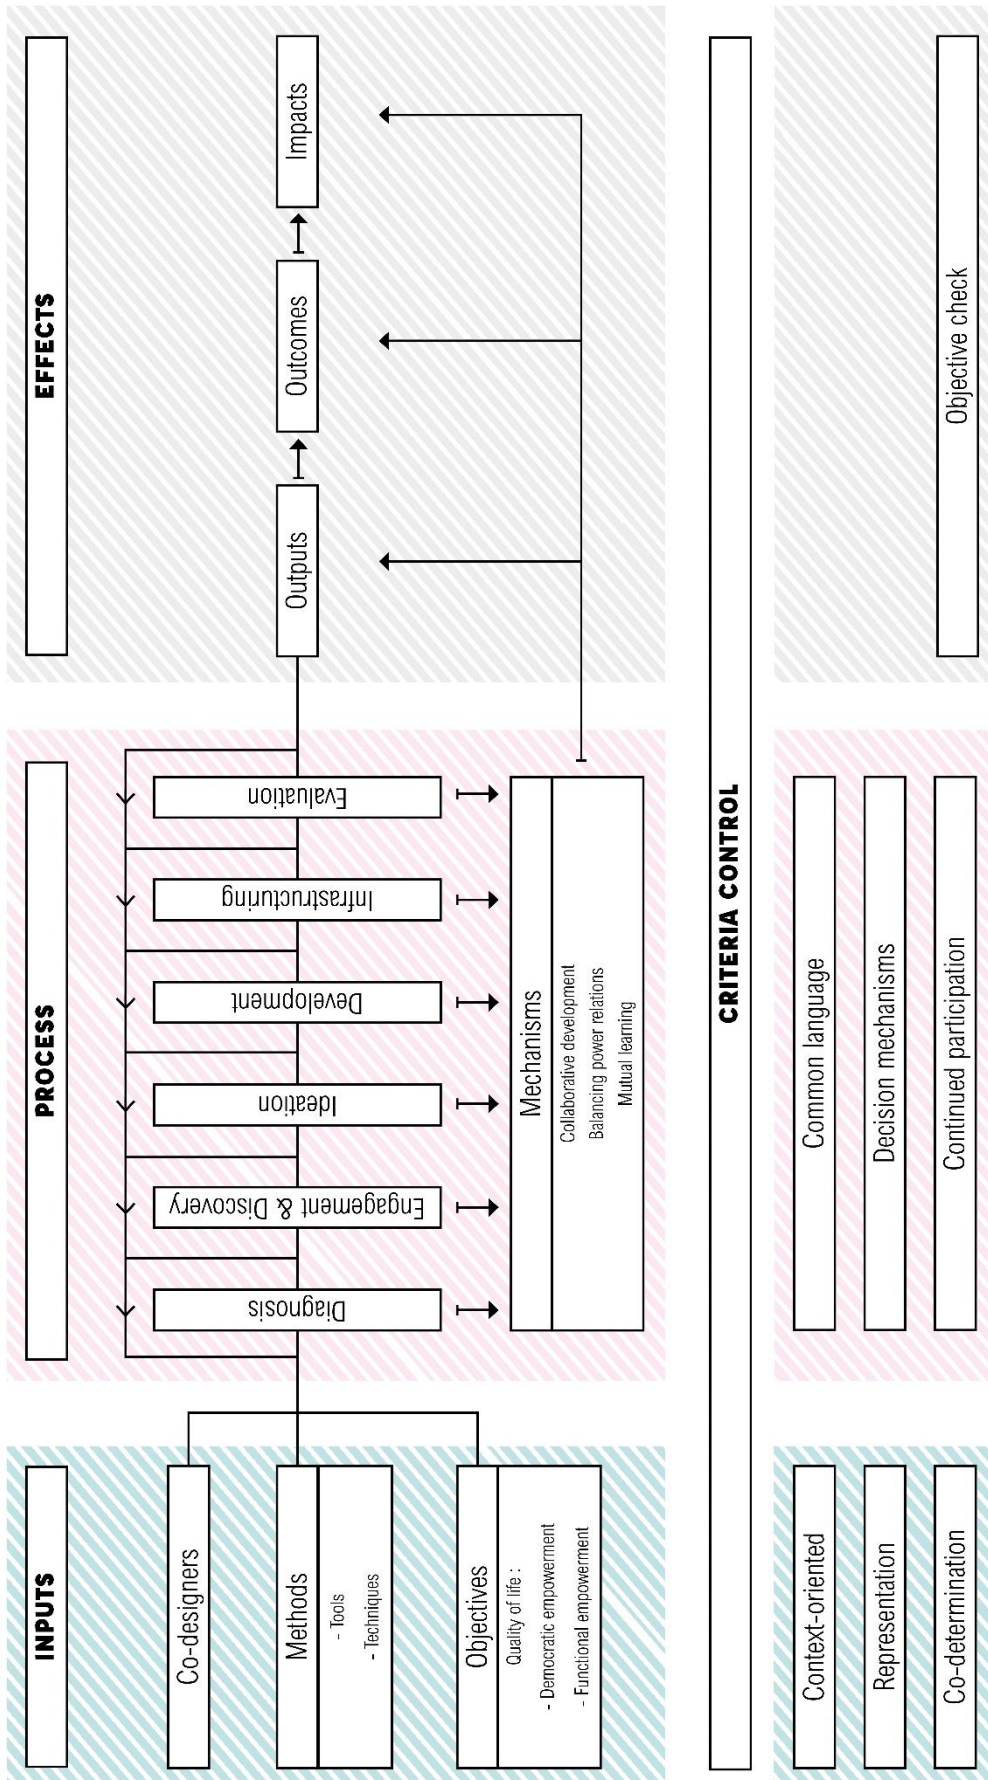 INPUTS
Co-designers
Methods
- Tools
- Techniques
Objectives
Quality of life :
- Democratic empowerment
- Functional empowerment
PROCESS
Diagnosis
Engagement & Discovery
Ideation
Development
Infrastructuring
Evaluation
Mechanisms
Collaborative development
Balancing power relations
Mutual learning
EFFECTS
Outputs
Outcomes
Impacts
CRITERIA CONTROL
Context-oriented
Representation
Co-determination
Common language
Decision mechanisms
Continued participation
Objective check